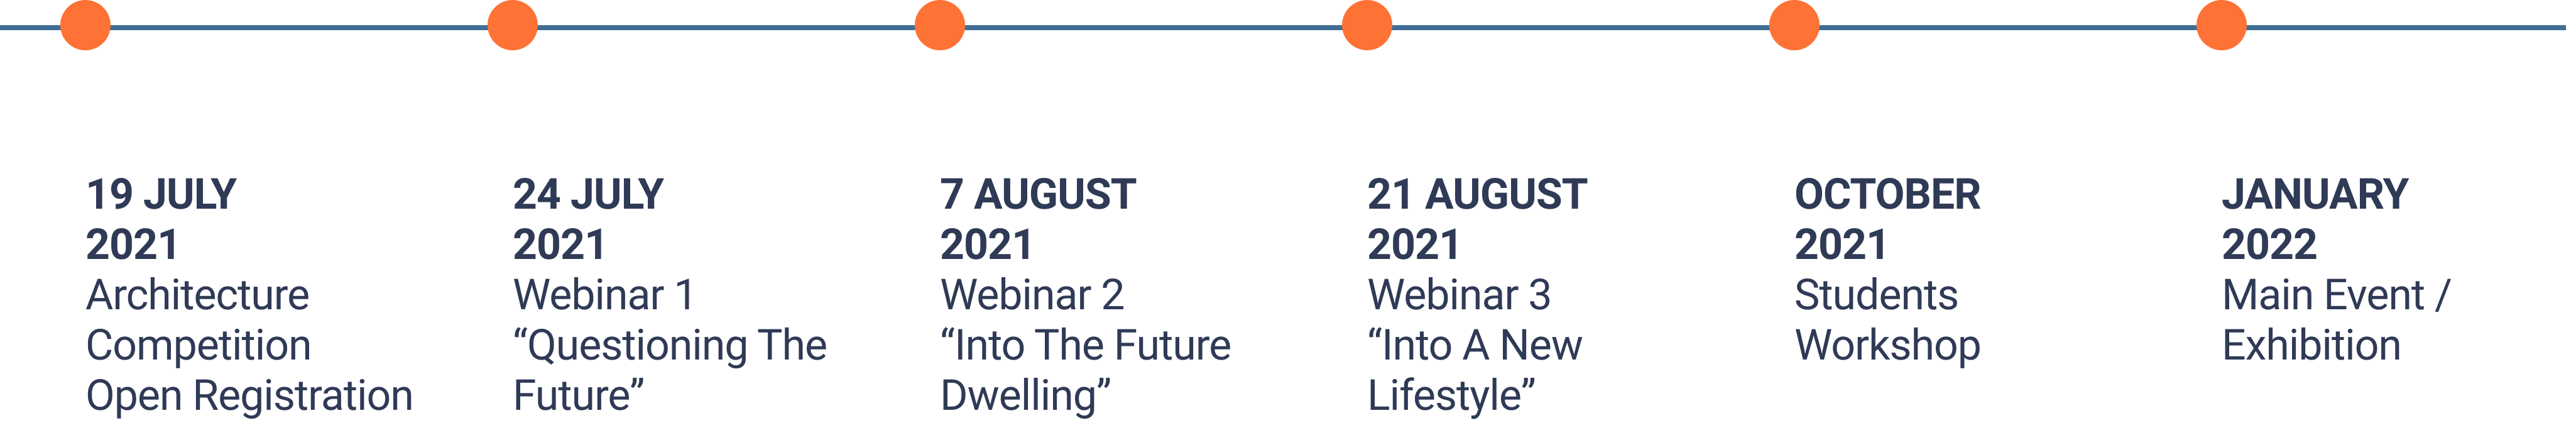 19 JULY
2021
Architecture
Competition
Open Registration
24 JULY
2021
Webinar 1
“Questioning The
Future”
7 AUGUST
2021
Webinar 2
“Into The Future
Dwelling”
21 AUGUST
2021
Webinar 3
“Into A New
Lifestyle”
OCTOBER
2021
Students
Workshop
JANUARY
2022
Main Event /
Exhibition